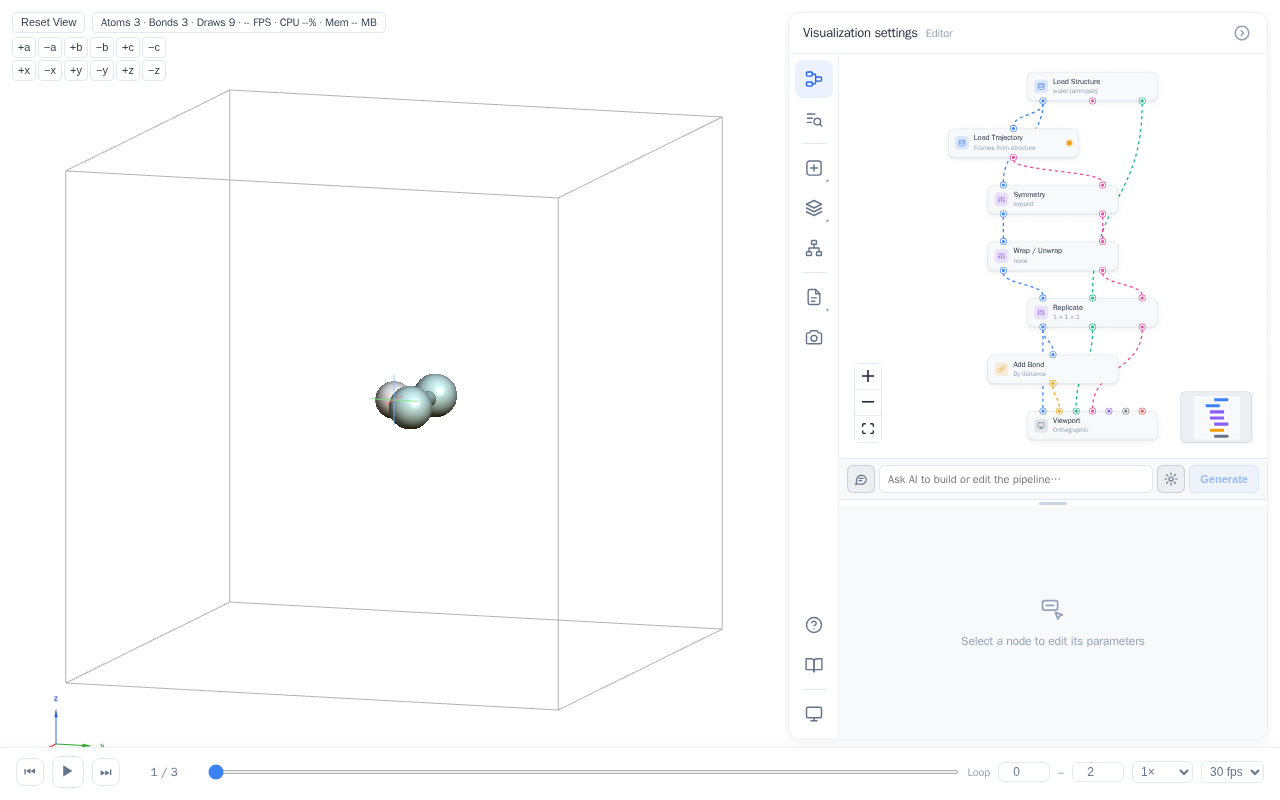 Reset View
Atoms 3 · Bonds 3 · Draws 9 · -- FPS · CPU --% · Mem -- MB
+a −a +b −b +c −c
+x −x +y −y +z −z
z
Visualization settings Editor
Load Structure
water.lammpstrj
Load Trajectory
Frames from structure
Symmetry
expand
Wrap / Unwrap
none
Replicate
1 × 1 × 1
Add Bond
By distance
Viewport
Orthographic
Ask AI to build or edit the pipeline…
Generate
Select a node to edit its parameters
1 / 3
Loop 0 – 2 1× 30 fps